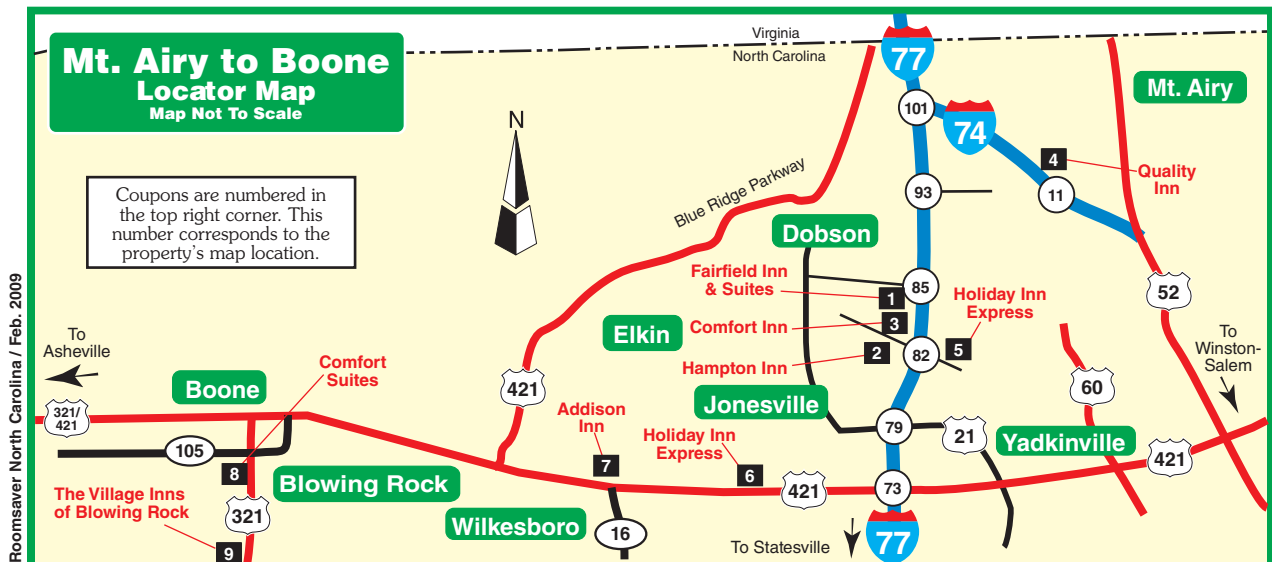 Mt. Airy to Boone
Locator Map
Map Not To Scale
Virginia
North Carolina
77
101
74
Mt. Airy
N
4
Quality
Inn
11
Coupons are numbered in
the top right corner. This
number corresponds to the
property's map location.
Blue Ridge Parkway
93
Dobson
Fairfield Inn
& Suites
1
85
Holiday Inn
Express
52
Elkin
Comfort Inn
3
2
82
5
Hampton Inn
To
Winston-
Salem
To
Asheville
Comfort
Suites
Boone
421
60
321/
421
Addison
Inn
Jonesville
79
21
Yadkinville
105
8
Blowing Rock
7
Holiday Inn
Express
6
421
73
421
The Village Inns
of Blowing Rock
321
9
Wilkesboro
16
To Statesville
77
Roomsaver North Carolina / Feb. 2009